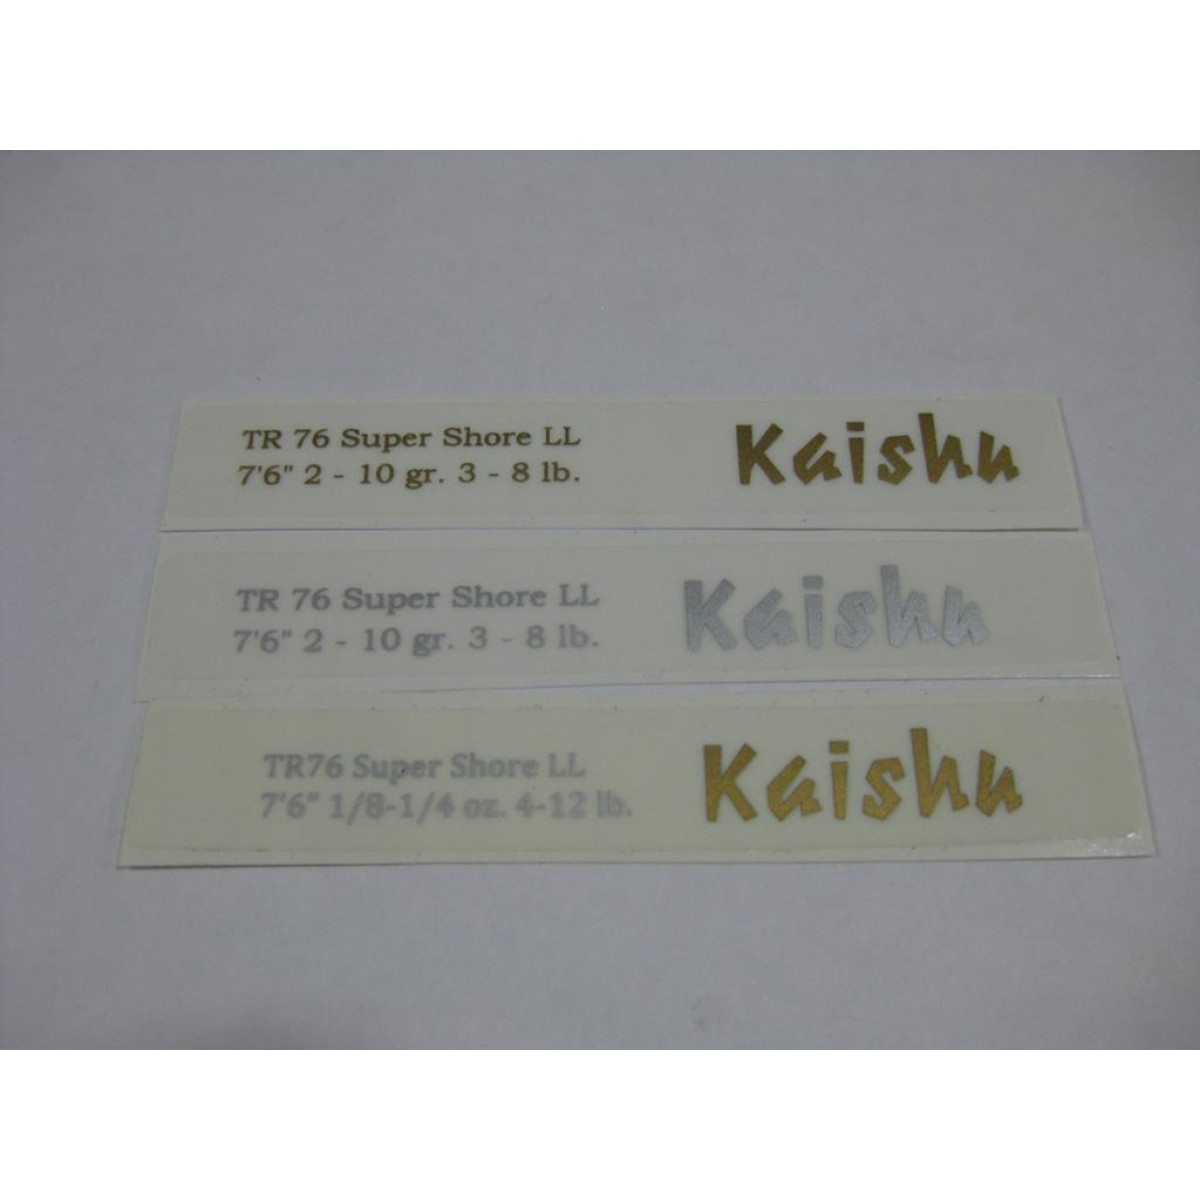 TR 76 Super Shore LL
7'6" 2 - 10 gr. 3 - 8 lb.
Kaishu
TR 76 Super Shore LL
7'6" 2 - 10 gr. 3 - 8 lb.
Kaishu
TR76 Super Shore LL
7'6" 1/8-1/4 oz. 4-12 lb.
Kaishu